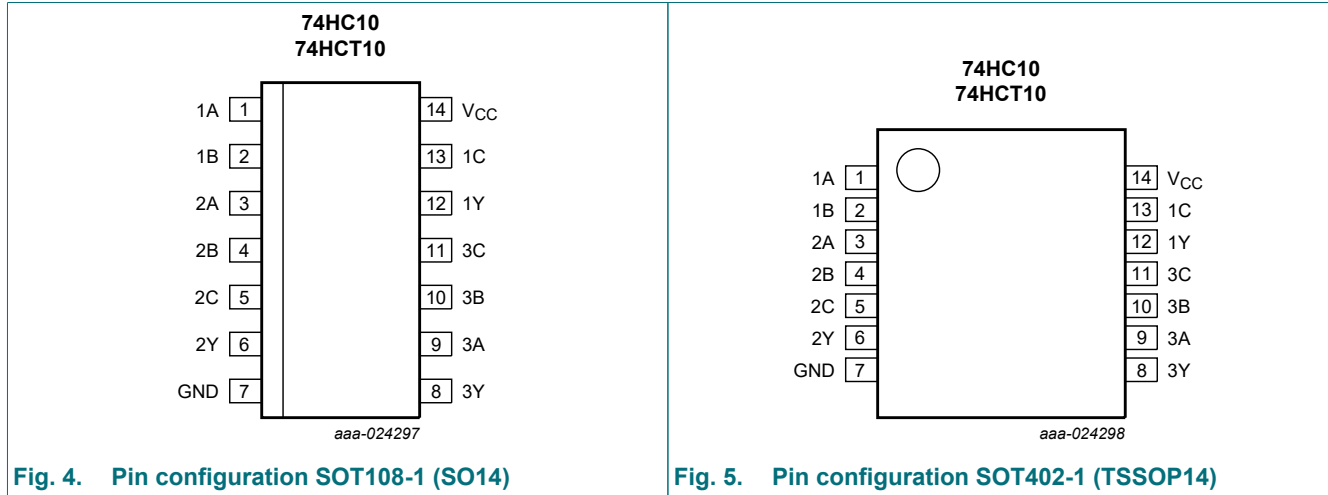 74HC10
74HCT10
1A 1 14 VCC
1B 2 13 1C
2A 3 12 1Y
2B 4 11 3C
2C 5 10 3B
2Y 6 9 3A
GND 7 8 3Y
aaa-024297
Fig. 4. Pin configuration SOT108-1 (SO14)
74HC10
74HCT10
1A 1 14 VCC
1B 2 13 1C
2A 3 12 1Y
2B 4 11 3C
2C 5 10 3B
2Y 6 9 3A
GND 7 8 3Y
aaa-024298
Fig. 5. Pin configuration SOT402-1 (TSSOP14)